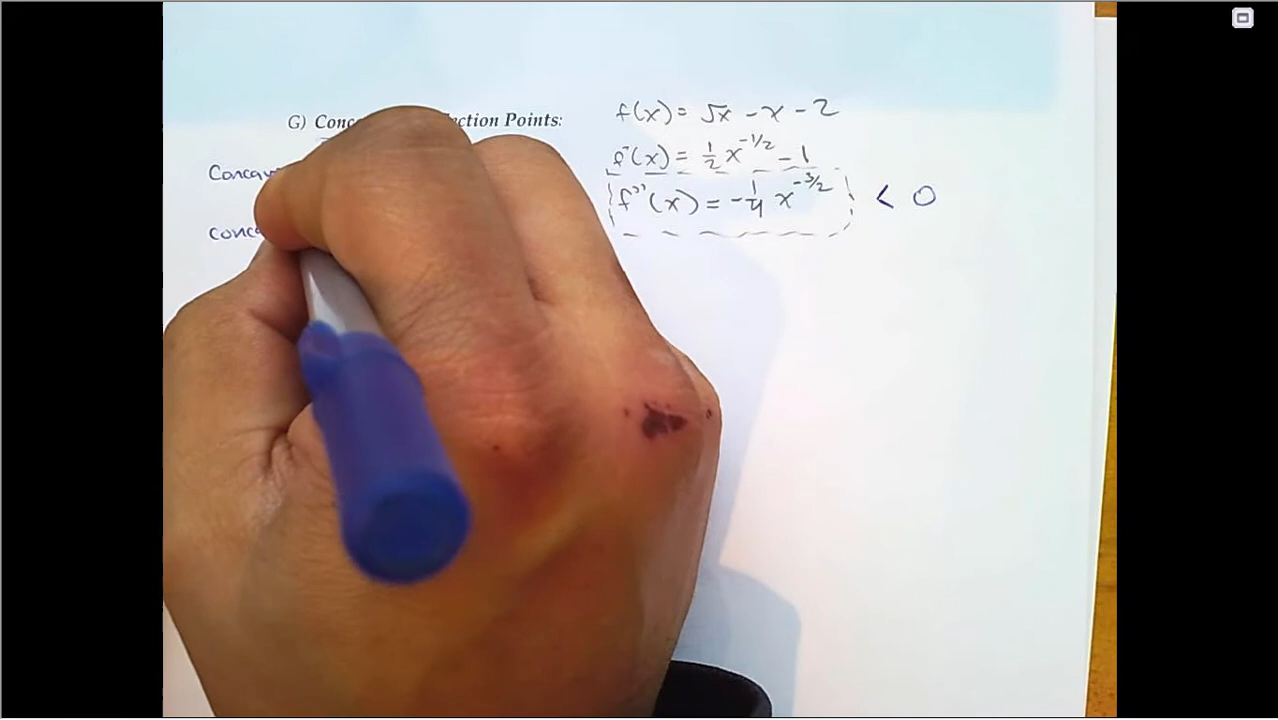 G) Conc ction Points:
f(x) = √x - x - 2
f'(x) = 1/2 x^-1/2 - 1
Concav
f''(x) = -1/4 x^-3/2 < 0
conc